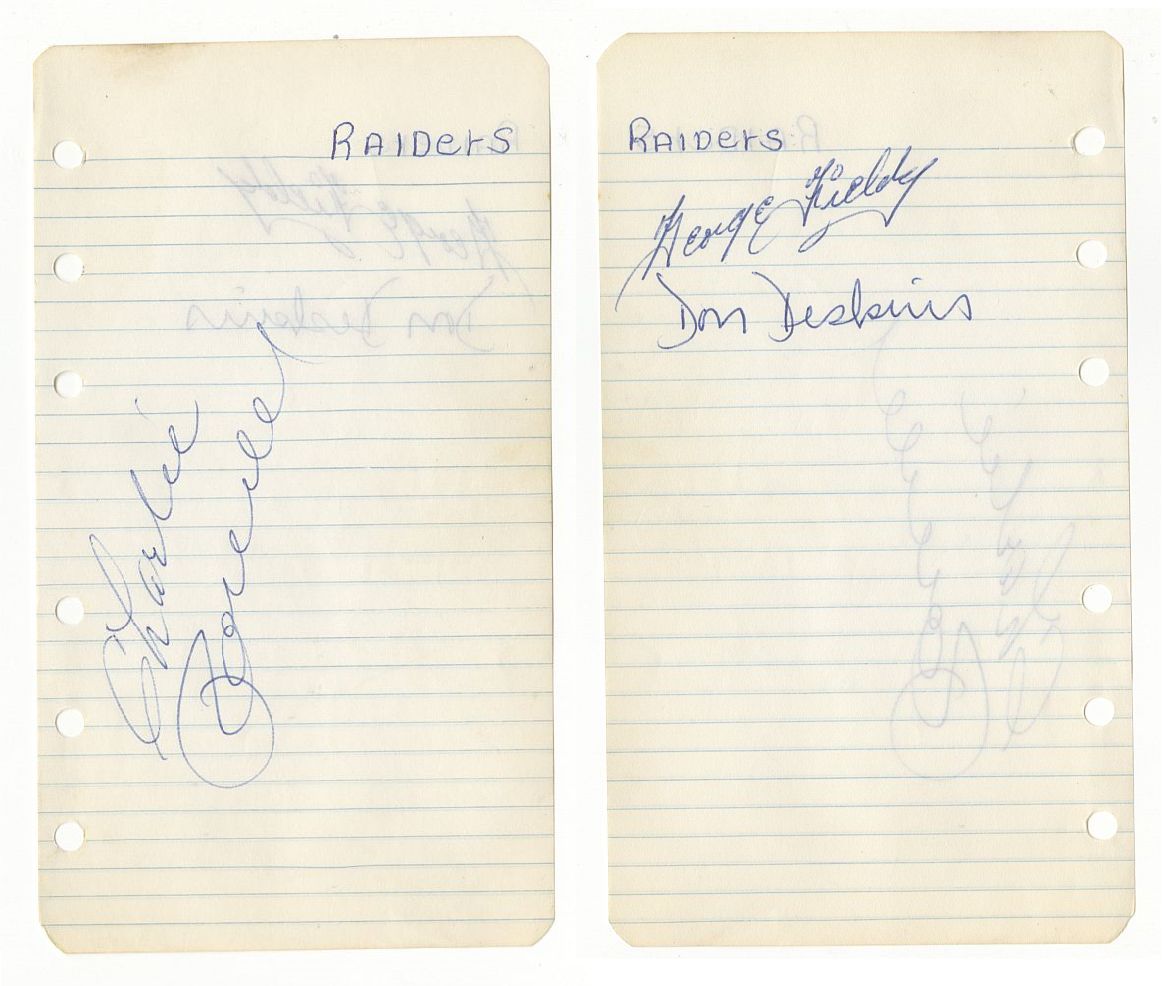 RAIDerS
Charlie
Powell
RAIDerS
George Fields
Don Deskins